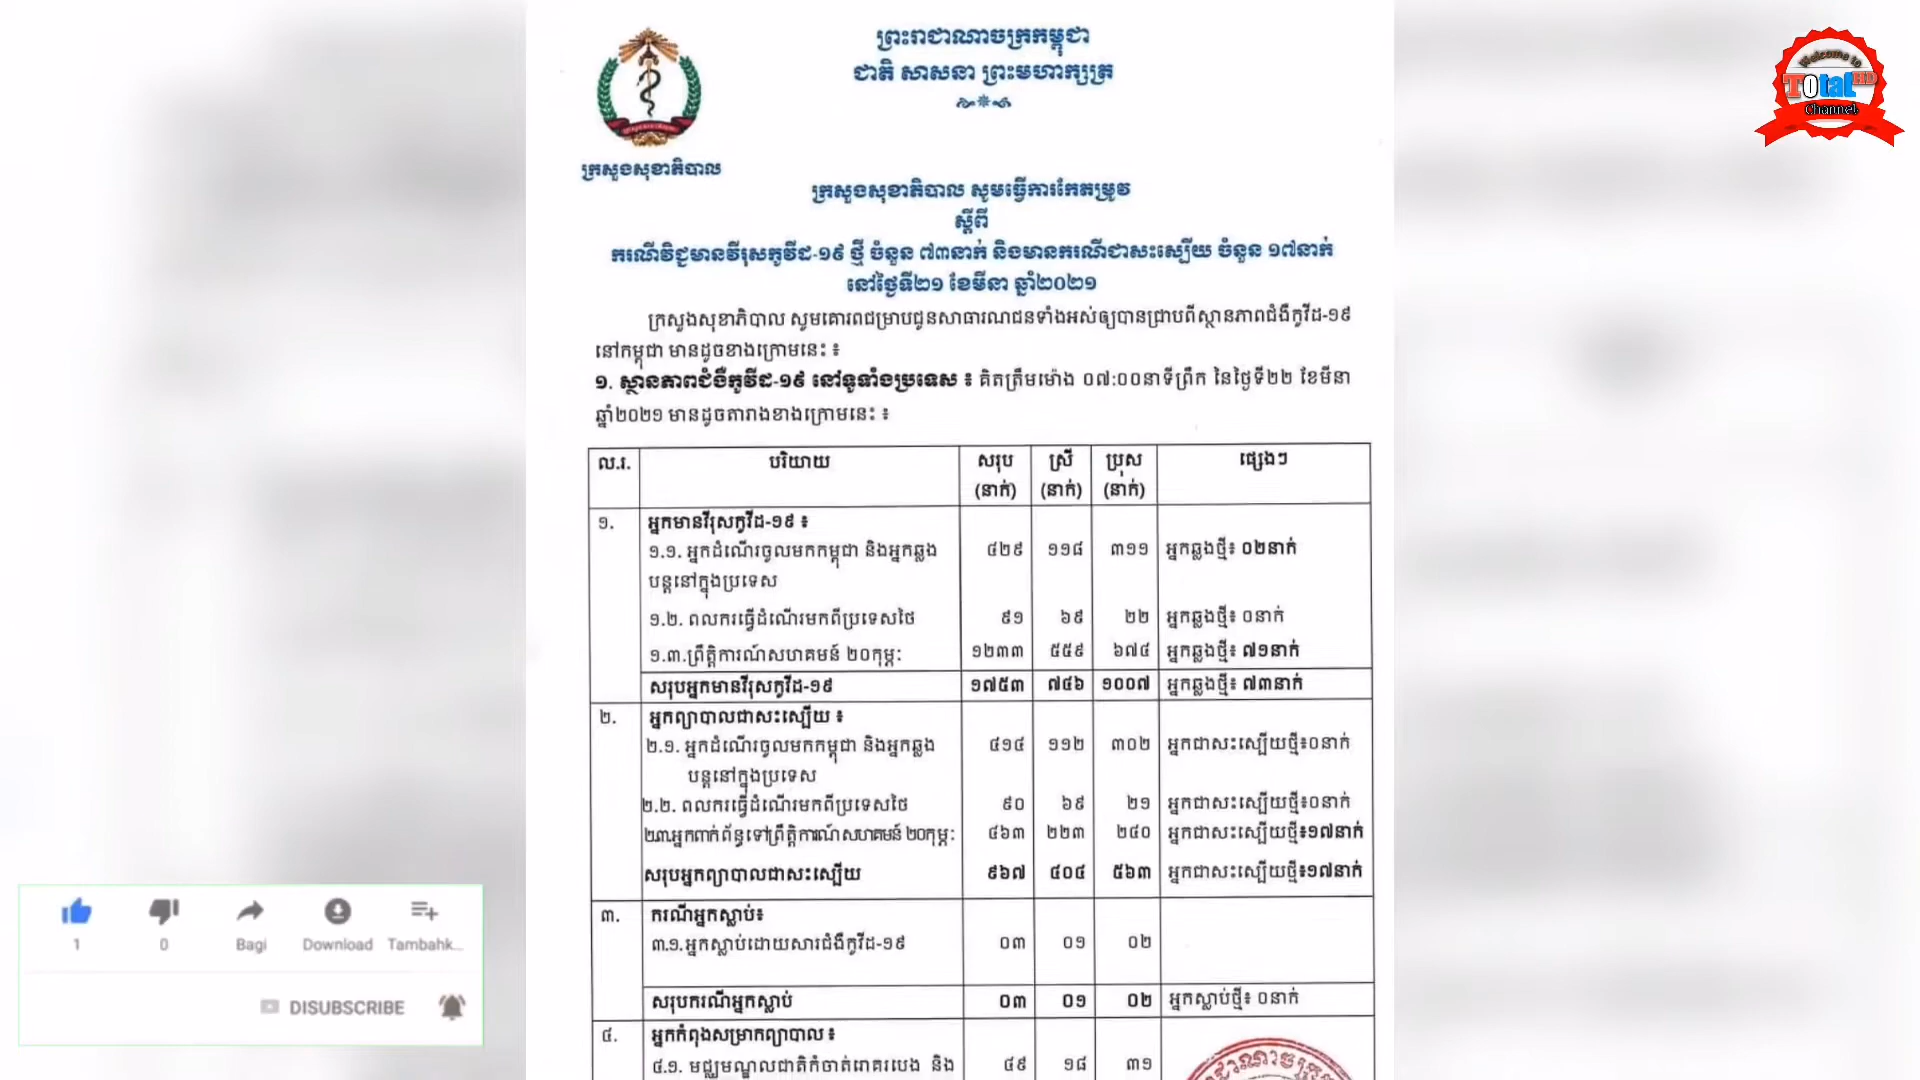 ព្រះរាជាណាចក្រកម្ពុជា
ជាតិ សាសនា ព្រះមហាក្សត្រ
ក្រសួងសុខាភិបាល
ក្រសួងសុខាភិបាល សូមធ្វើការកែតម្រូវ
ស្តីពី
ករណីវិជ្ជមានវីរុសកូវីដ-១៩ ថ្មី ចំនួន ៧៣នាក់ និងមានករណីជាសះស្បើយ ចំនួន ១៧នាក់
នៅថ្ងៃទី២១ ខែមីនា ឆ្នាំ២០២១
ក្រសួងសុខាភិបាល សូមគោរពជម្រាបជូនសាធារណជនទាំងអស់ឲ្យបានជ្រាបពីស្ថានភាពជំងឺកូវីដ-១៩
នៅកម្ពុជា មានដូចខាងក្រោមនេះ ៖
១. ស្ថានភាពជំងឺកូវីដ-១៩ នៅទូទាំងប្រទេស ៖ គិតត្រឹមម៉ោង ០៧:០០នាទីព្រឹក នៃថ្ងៃទី២២ ខែមីនា
ឆ្នាំ២០២១ មានដូចតារាងខាងក្រោមនេះ ៖
ល.រ. បរិយាយ សរុប (នាក់) ស្រី (នាក់) ប្រុស (នាក់) ផ្សេងៗ
១. អ្នកមានវីរុសកូវីដ-១៩ ៖
១.១. អ្នកដំណើរចូលមកកម្ពុជា និងអ្នកឆ្លង ៤២៩ ១១៨ ៣១១ អ្នកឆ្លងថ្មី៖ ០២នាក់
បន្តនៅក្នុងប្រទេស
១.២. ពលករធ្វើដំណើរមកពីប្រទេសថៃ ៩១ ៦៩ ២២ អ្នកឆ្លងថ្មី៖ ០នាក់
១.៣.ព្រឹត្តិការណ៍សហគមន៍ ២០កុម្ភៈ ១២៣៣ ៥៥៩ ៦៧៤ អ្នកឆ្លងថ្មី៖ ៧១នាក់
សរុបអ្នកមានវីរុសកូវីដ-១៩ ១៧៥៣ ៧៤៦ ១០០៧ អ្នកឆ្លងថ្មី៖ ៧៣នាក់
២. អ្នកព្យាបាលជាសះស្បើយ ៖
២.១. អ្នកដំណើរចូលមកកម្ពុជា និងអ្នកឆ្លង ៤១៤ ១១២ ៣០២ អ្នកជាសះស្បើយថ្មី៖០នាក់
បន្តនៅក្នុងប្រទេស
២.២. ពលករធ្វើដំណើរមកពីប្រទេសថៃ ៩០ ៦៩ ២១ អ្នកជាសះស្បើយថ្មី៖០នាក់
២.៣.អ្នកពាក់ព័ន្ធទៅព្រឹត្តិការណ៍សហគមន៍ ២០កុម្ភៈ ៤៦៣ ២២៣ ២៤០ អ្នកជាសះស្បើយថ្មី៖១៧នាក់
សរុបអ្នកព្យាបាលជាសះស្បើយ ៩៦៧ ៤០៤ ៥៦៣ អ្នកជាសះស្បើយថ្មី៖១៧នាក់
៣. ករណីអ្នកស្លាប់៖
៣.១.អ្នកស្លាប់ដោយសារជំងឺកូវីដ-១៩ ០៣ ០១ ០២
សរុបករណីអ្នកស្លាប់ ០៣ ០១ ០២ អ្នកស្លាប់ថ្មី៖ ០នាក់
៤. អ្នកកំពុងសម្រាកព្យាបាល៖
៤.១. មជ្ឈមណ្ឌលជាតិកំចាត់រោគរបេង និង ៤៩ ១៨ ៣១
Welcome to
Total HD
Channel
1 0 Bagi Download Tambahk...
DISUBSCRIBE